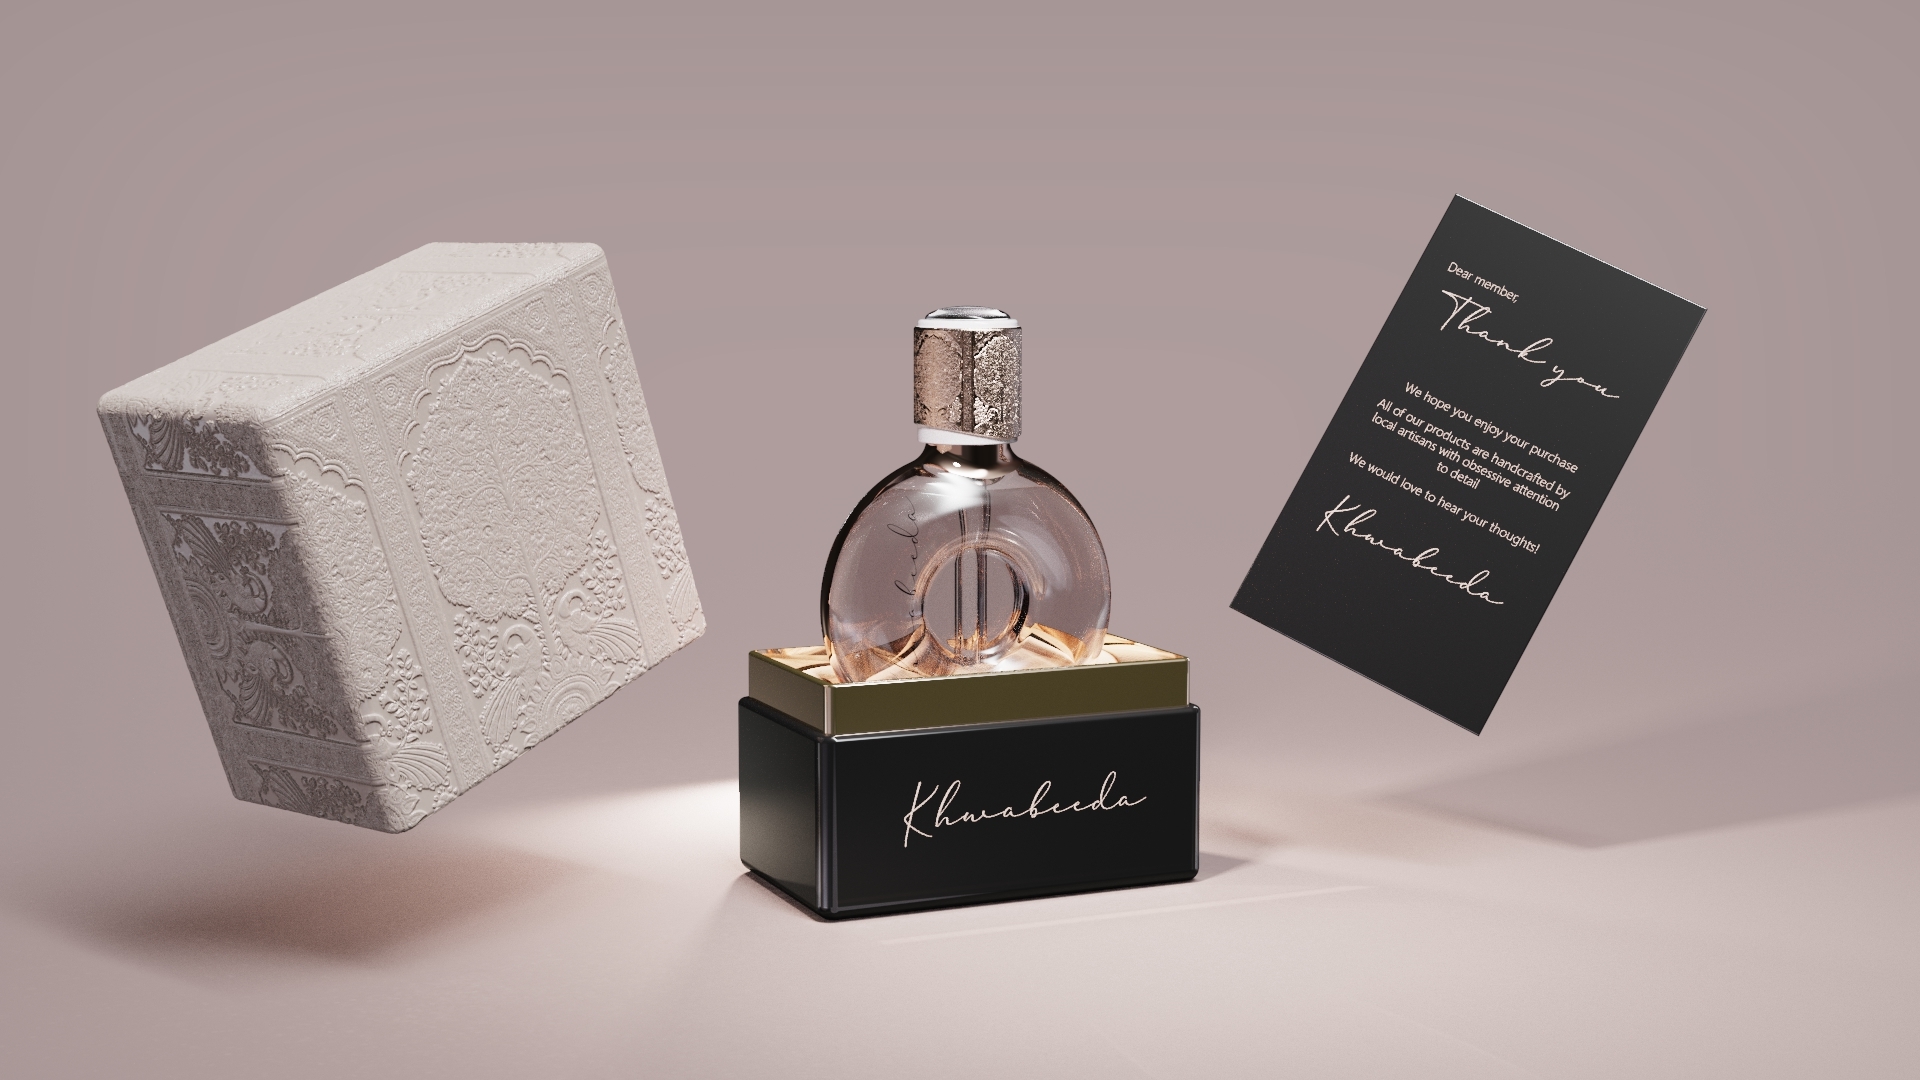 Khwabeeda
Dear member,
Thank you
We hope you enjoy your purchase
All of our products are handcrafted by
local artisans with obsessive attention
to detail
We would love to hear your thoughts!
Khwabeeda